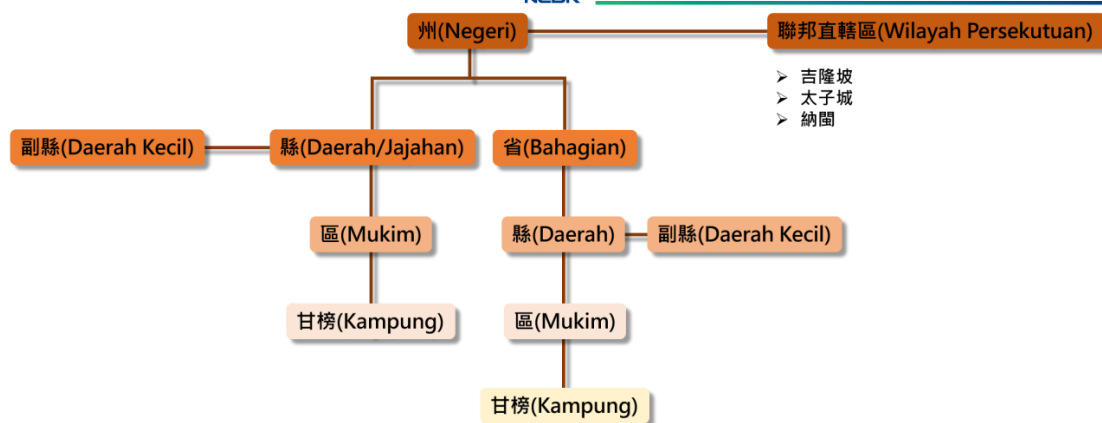 州(Negeri)
聯邦直轄區(Wilayah Persekutuan)
➢ 吉隆坡
➢ 太子城
➢ 納閩
副縣(Daerah Kecil)
縣(Daerah/Jajahan)
省(Bahagian)
區(Mukim)
縣(Daerah)
副縣(Daerah Kecil)
甘榜(Kampung)
區(Mukim)
甘榜(Kampung)